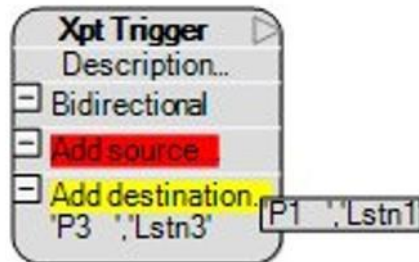 Xpt Trigger
Description...
Bidirectional
Add source...
Add destination...
'P3 ','Lstn3'
'P1 ','Lstn1